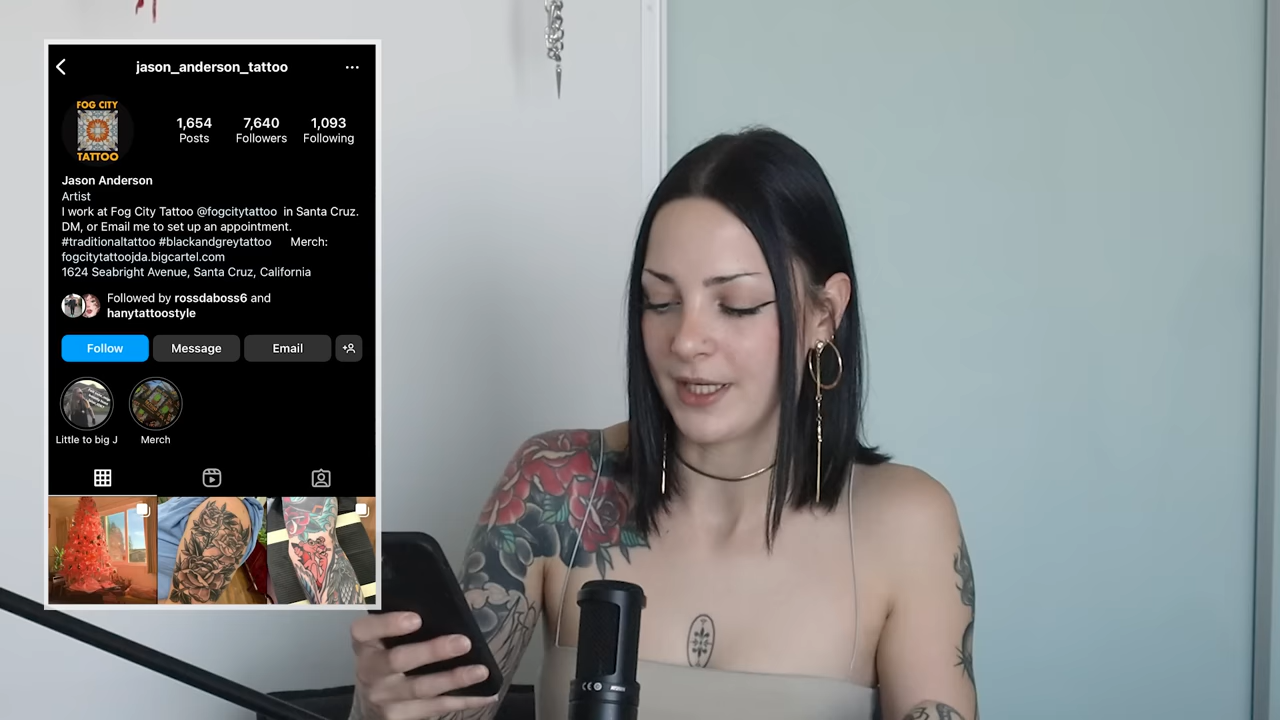 jason_anderson_tattoo
FOG CITY
TATTOO
1,654 7,640 1,093
Posts Followers Following
Jason Anderson
Artist
I work at Fog City Tattoo @fogcitytattoo in Santa Cruz.
DM, or Email me to set up an appointment.
#traditionaltattoo #blackandgreytattoo Merch:
fogcitytattoojda.bigcartel.com
1624 Seabright Avenue, Santa Cruz, California
Followed by rossdaboss6 and
hanytattoostyle
Follow Message Email
Little to big J Merch